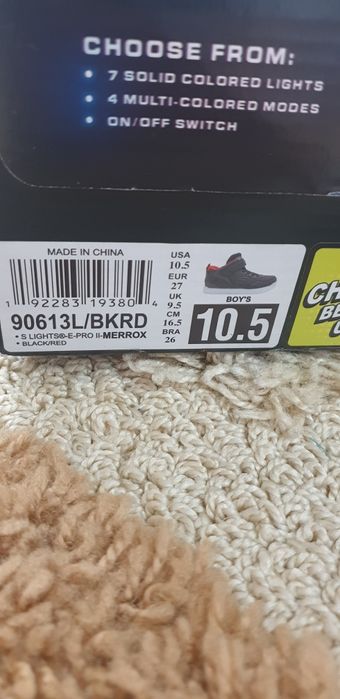 CHOOSE FROM:
• 7 SOLID COLORED LIGHTS
• 4 MULTI-COLORED MODES
• ON/OFF SWITCH
MADE IN CHINA
1 92283 19380 4
90613L/BKRD
• S LIGHTS®-E-PRO II-MERROX
• BLACK/RED
USA
10.5
EUR
27
UK
9.5
CM
16.5
BRA
26
BOY'S
10.5